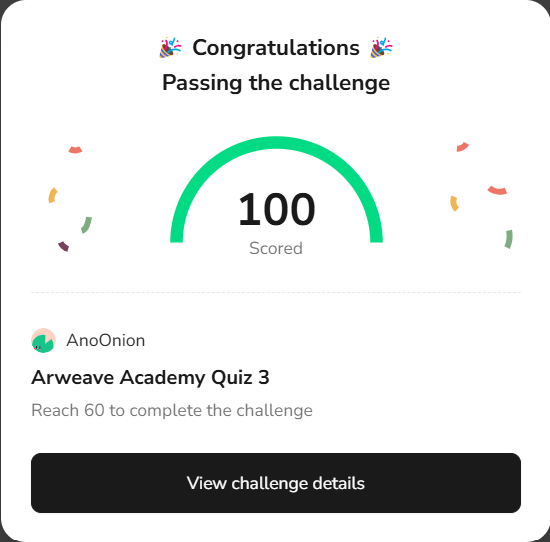 🎉 Congratulations 🎉
Passing the challenge
100
Scored
AnoOnion
Arweave Academy Quiz 3
Reach 60 to complete the challenge
View challenge details